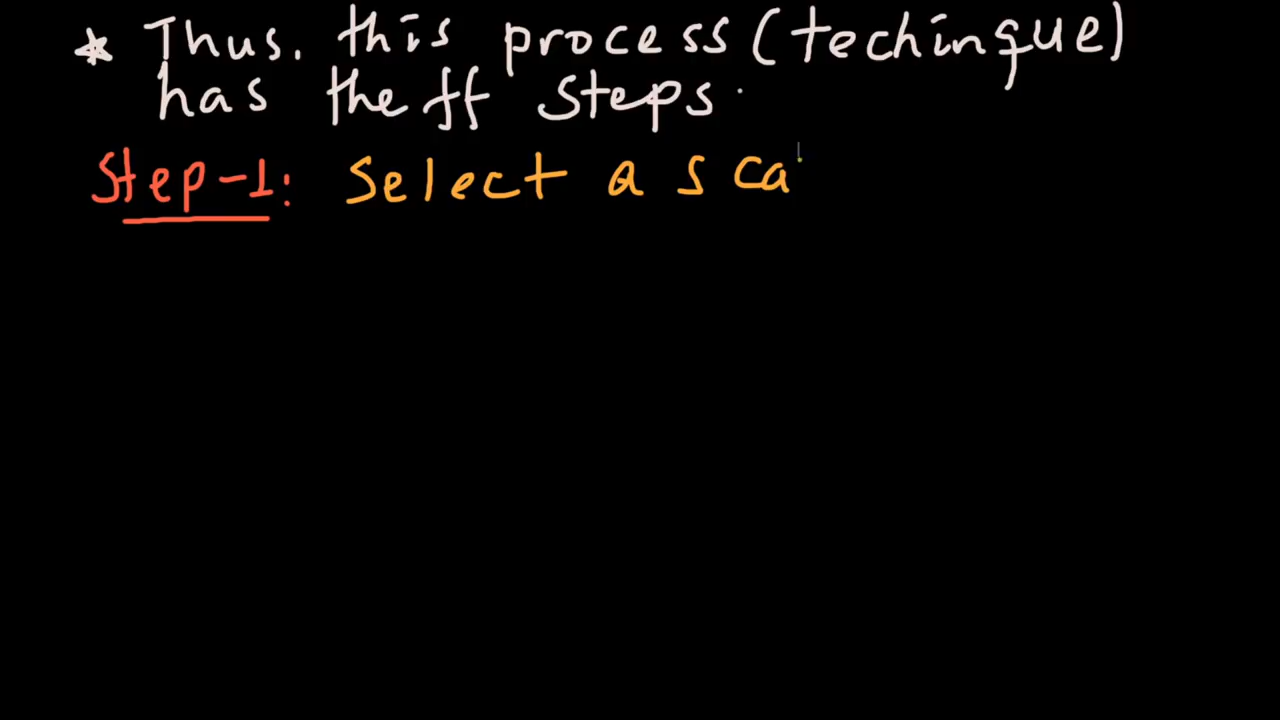 * Thus. this process (techinque)
has the ff steps.
Step-1: Select a sca